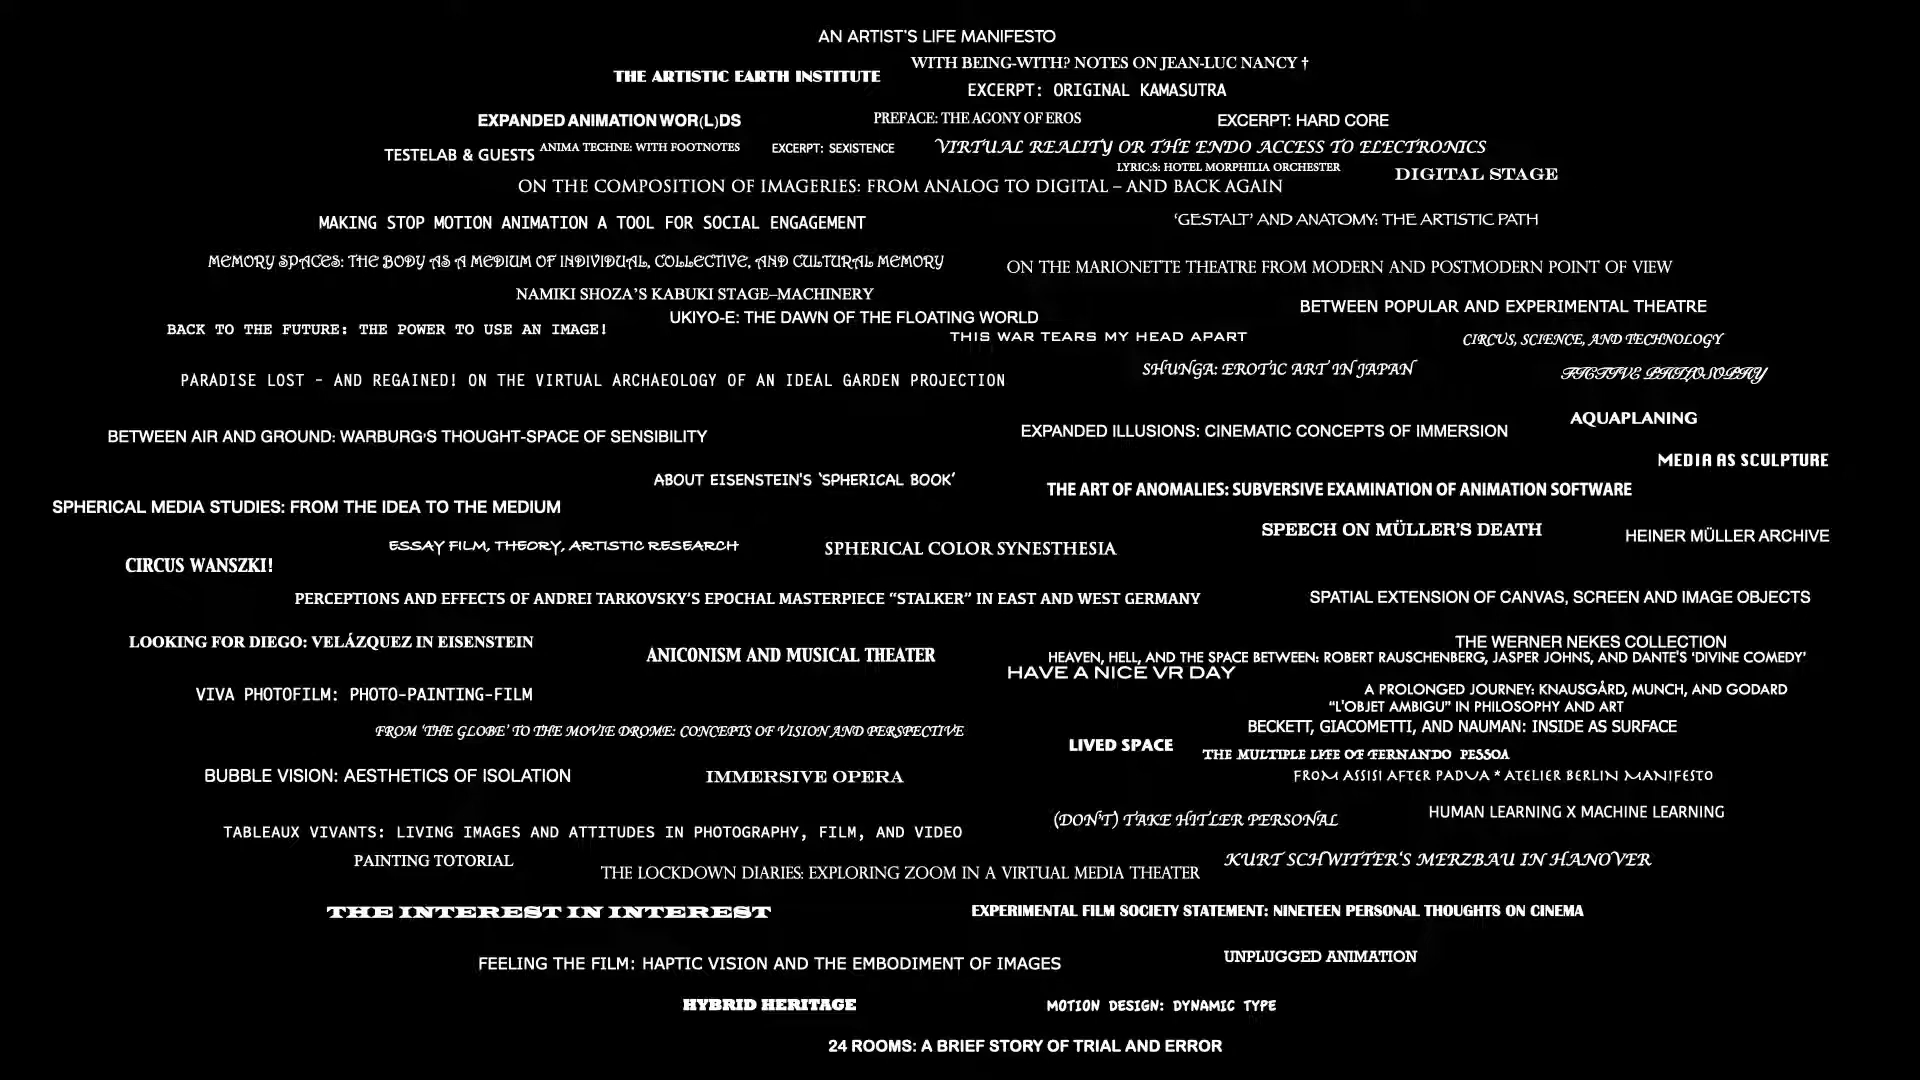 AN ARTIST'S LIFE MANIFESTO
WITH BEING-WITH? NOTES ON JEAN-LUC NANCY †
THE ARTISTIC EARTH INSTITUTE
EXCERPT: ORIGINAL KAMASUTRA
EXPANDED ANIMATION WOR(L)DS
PREFACE: THE AGONY OF EROS
EXCERPT: HARD CORE
TESTELAB & GUESTS
ANIMA TECHNE: WITH FOOTNOTES
EXCERPT: SEXISTENCE
VIRTUAL REALITY OR THE ENDO ACCESS TO ELECTRONICS
LYRIC:S: HOTEL MORPHILIA ORCHESTER
DIGITAL STAGE
ON THE COMPOSITION OF IMAGERIES: FROM ANALOG TO DIGITAL – AND BACK AGAIN
MAKING STOP MOTION ANIMATION A TOOL FOR SOCIAL ENGAGEMENT
'GESTALT' AND ANATOMY: THE ARTISTIC PATH
MEMORY SPACES: THE BODY AS A MEDIUM OF INDIVIDUAL, COLLECTIVE, AND CULTURAL MEMORY
ON THE MARIONETTE THEATRE FROM MODERN AND POSTMODERN POINT OF VIEW
NAMIKI SHOZA'S KABUKI STAGE–MACHINERY
BETWEEN POPULAR AND EXPERIMENTAL THEATRE
UKIYO-E: THE DAWN OF THE FLOATING WORLD
BACK TO THE FUTURE: THE POWER TO USE AN IMAGE!
THIS WAR TEARS MY HEAD APART
CIRCUS, SCIENCE, AND TECHNOLOGY
SHUNGA: EROTIC ART IN JAPAN
FICTIVE PHILOSOPHY
PARADISE LOST - AND REGAINED! ON THE VIRTUAL ARCHAEOLOGY OF AN IDEAL GARDEN PROJECTION
AQUAPLANING
BETWEEN AIR AND GROUND: WARBURG'S THOUGHT-SPACE OF SENSIBILITY
EXPANDED ILLUSIONS: CINEMATIC CONCEPTS OF IMMERSION
MEDIA AS SCULPTURE
ABOUT EISENSTEIN'S 'SPHERICAL BOOK'
THE ART OF ANOMALIES: SUBVERSIVE EXAMINATION OF ANIMATION SOFTWARE
SPHERICAL MEDIA STUDIES: FROM THE IDEA TO THE MEDIUM
SPEECH ON MÜLLER'S DEATH
HEINER MÜLLER ARCHIVE
ESSAY FILM, THEORY, ARTISTIC RESEARCH
SPHERICAL COLOR SYNESTHESIA
CIRCUS WANSZKI!
PERCEPTIONS AND EFFECTS OF ANDREI TARKOVSKY'S EPOCHAL MASTERPIECE “STALKER” IN EAST AND WEST GERMANY
SPATIAL EXTENSION OF CANVAS, SCREEN AND IMAGE OBJECTS
LOOKING FOR DIEGO: VELÁZQUEZ IN EISENSTEIN
THE WERNER NEKES COLLECTION
ANICONISM AND MUSICAL THEATER
HEAVEN, HELL, AND THE SPACE BETWEEN: ROBERT RAUSCHENBERG, JASPER JOHNS, AND DANTE'S 'DIVINE COMEDY'
HAVE A NICE VR DAY
VIVA PHOTOFILM: PHOTO-PAINTING-FILM
A PROLONGED JOURNEY: KNAUSGÅRD, MUNCH, AND GODARD
“L'OBJET AMBIGU” IN PHILOSOPHY AND ART
FROM 'THE GLOBE' TO THE MOVIE DROME: CONCEPTS OF VISION AND PERSPECTIVE
BECKETT, GIACOMETTI, AND NAUMAN: INSIDE AS SURFACE
LIVED SPACE
THE MULTIPLE LIFE OF FERNANDO PESSOA
BUBBLE VISION: AESTHETICS OF ISOLATION
IMMERSIVE OPERA
FROM ASSISI AFTER PADUA * ATELIER BERLIN MANIFESTO
(DON'T) TAKE HITLER PERSONAL
HUMAN LEARNING X MACHINE LEARNING
TABLEAUX VIVANTS: LIVING IMAGES AND ATTITUDES IN PHOTOGRAPHY, FILM, AND VIDEO
PAINTING TOTORIAL
THE LOCKDOWN DIARIES: EXPLORING ZOOM IN A VIRTUAL MEDIA THEATER
KURT SCHWITTER'S MERZBAU IN HANOVER
THE INTEREST IN INTEREST
EXPERIMENTAL FILM SOCIETY STATEMENT: NINETEEN PERSONAL THOUGHTS ON CINEMA
FEELING THE FILM: HAPTIC VISION AND THE EMBODIMENT OF IMAGES
UNPLUGGED ANIMATION
HYBRID HERITAGE
MOTION DESIGN: DYNAMIC TYPE
24 ROOMS: A BRIEF STORY OF TRIAL AND ERROR